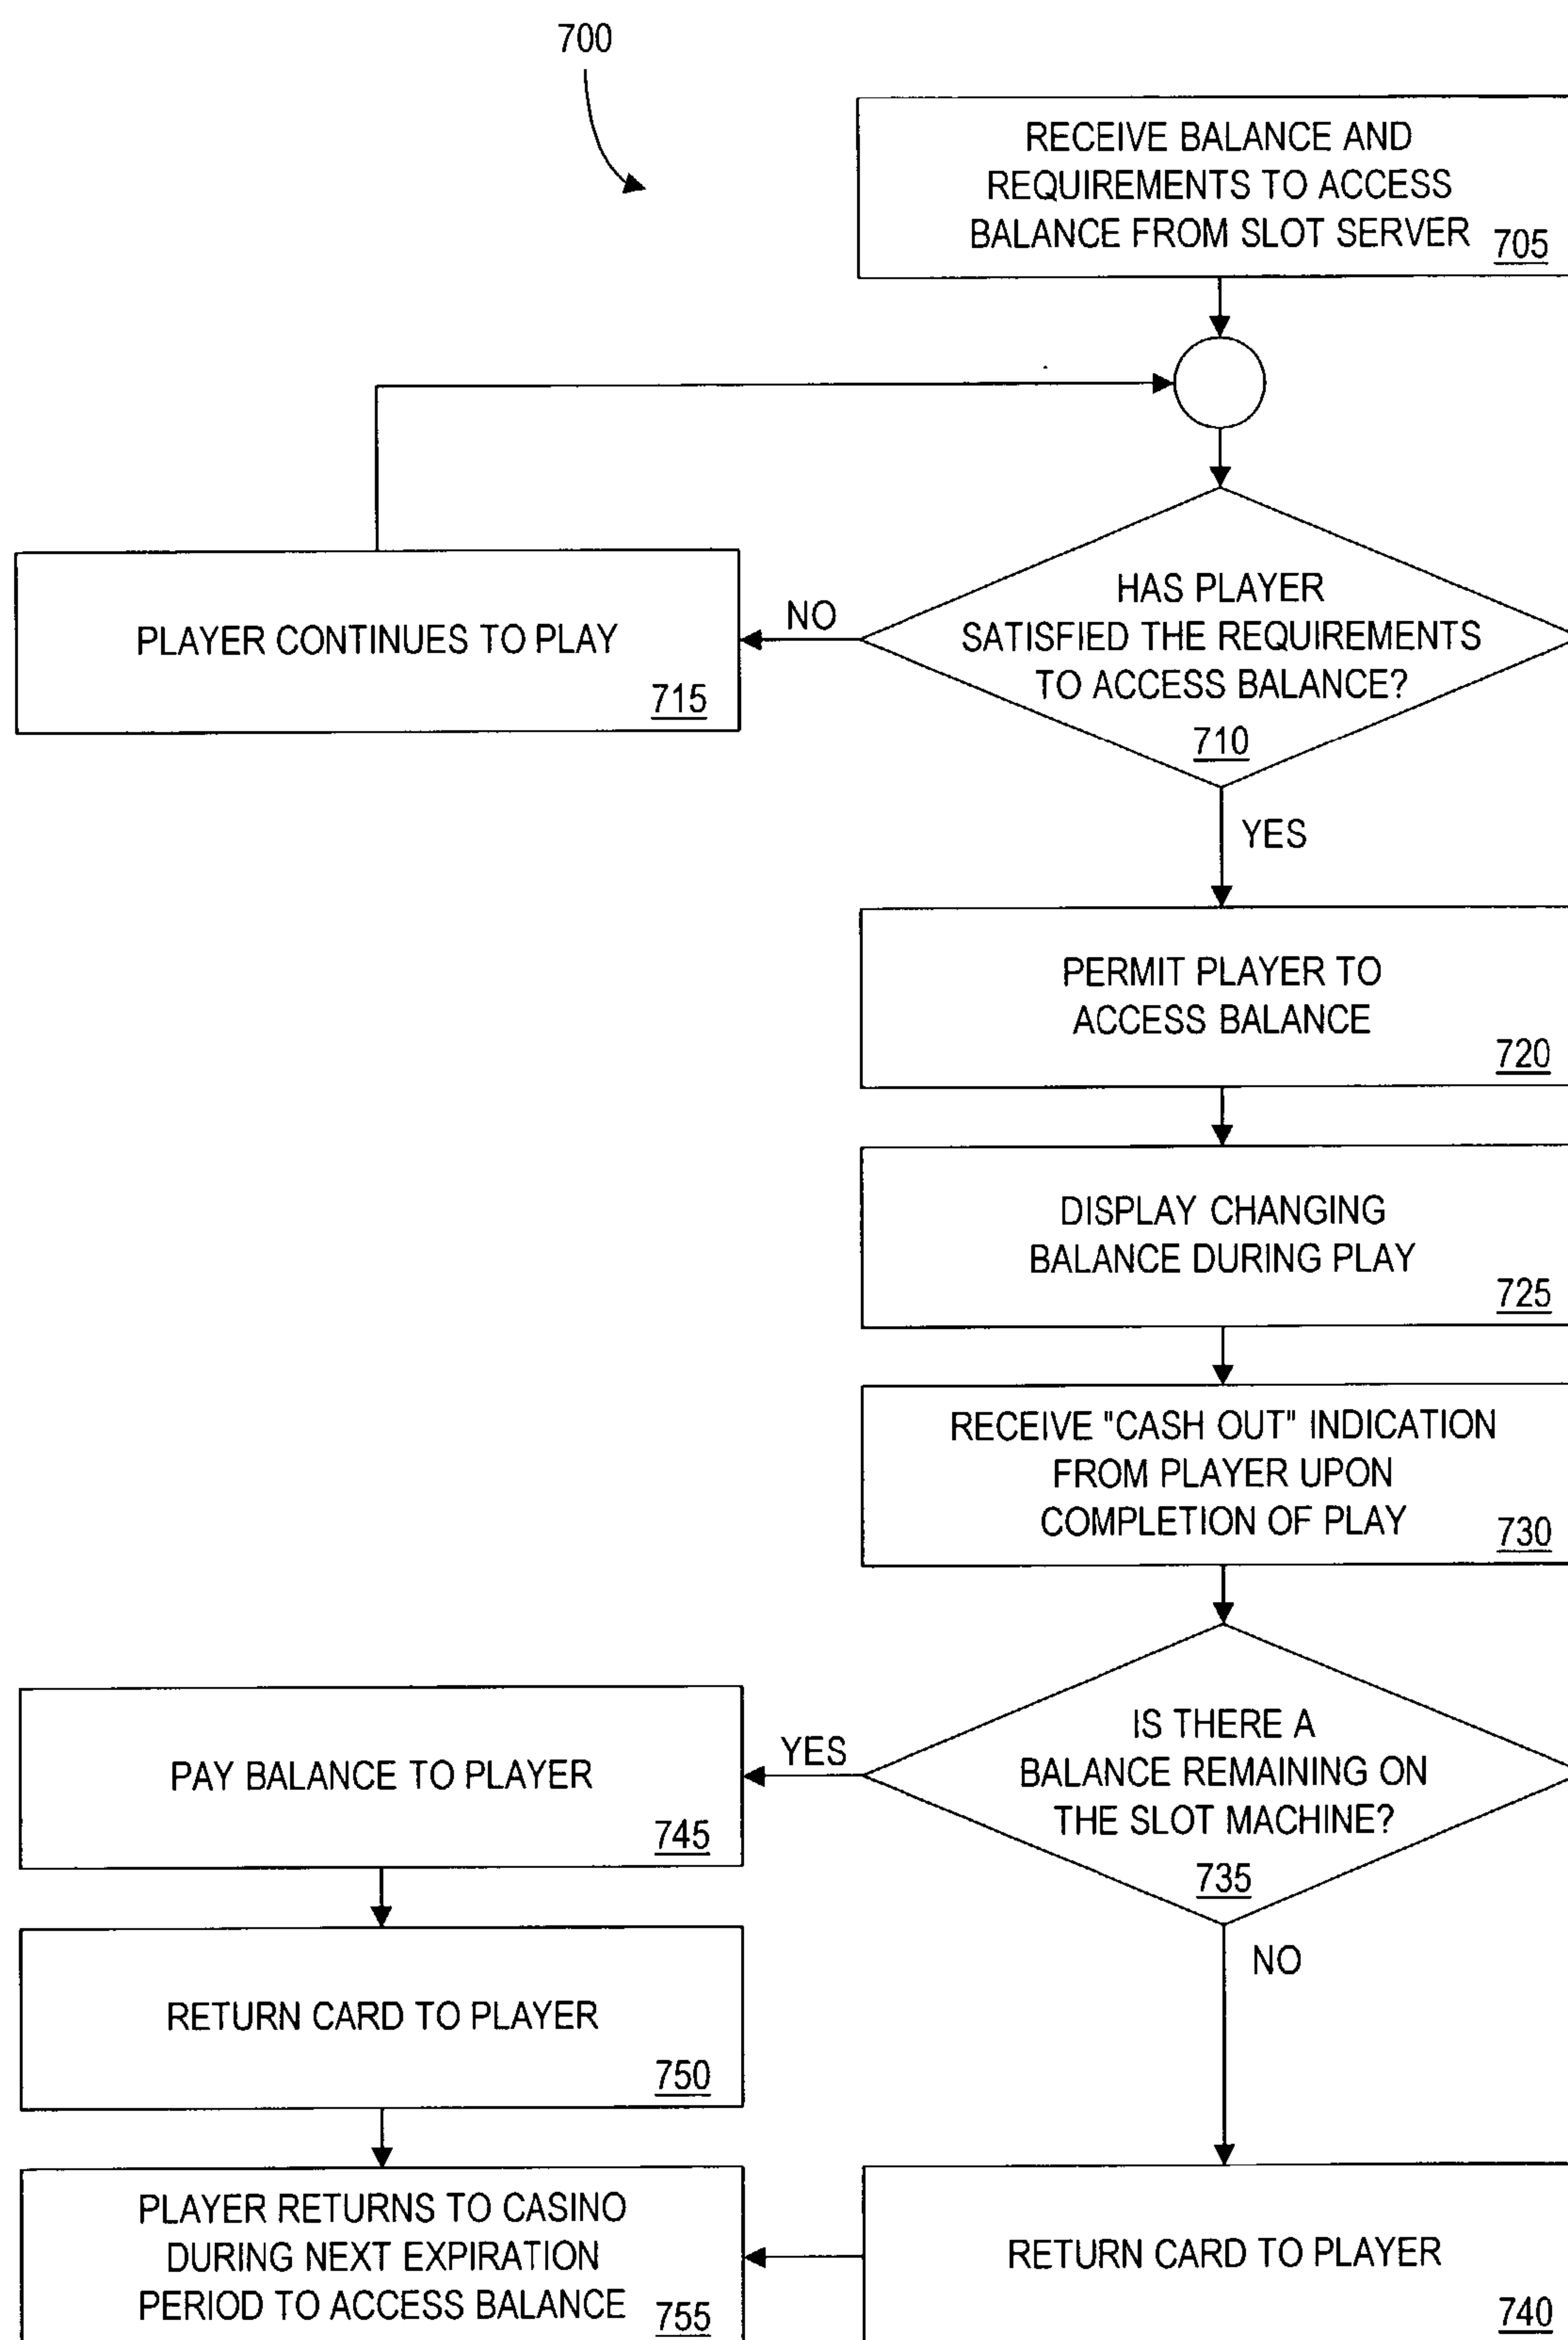 700
RECEIVE BALANCE AND
REQUIREMENTS TO ACCESS
BALANCE FROM SLOT SERVER
705
HAS PLAYER
SATISFIED THE REQUIREMENTS
TO ACCESS BALANCE?
710
NO
PLAYER CONTINUES TO PLAY
715
YES
PERMIT PLAYER TO
ACCESS BALANCE
720
DISPLAY CHANGING
BALANCE DURING PLAY
725
RECEIVE "CASH OUT" INDICATION
FROM PLAYER UPON
COMPLETION OF PLAY
730
IS THERE A
BALANCE REMAINING ON
THE SLOT MACHINE?
735
YES
PAY BALANCE TO PLAYER
745
RETURN CARD TO PLAYER
750
NO
RETURN CARD TO PLAYER
740
PLAYER RETURNS TO CASINO
DURING NEXT EXPIRATION
PERIOD TO ACCESS BALANCE
755